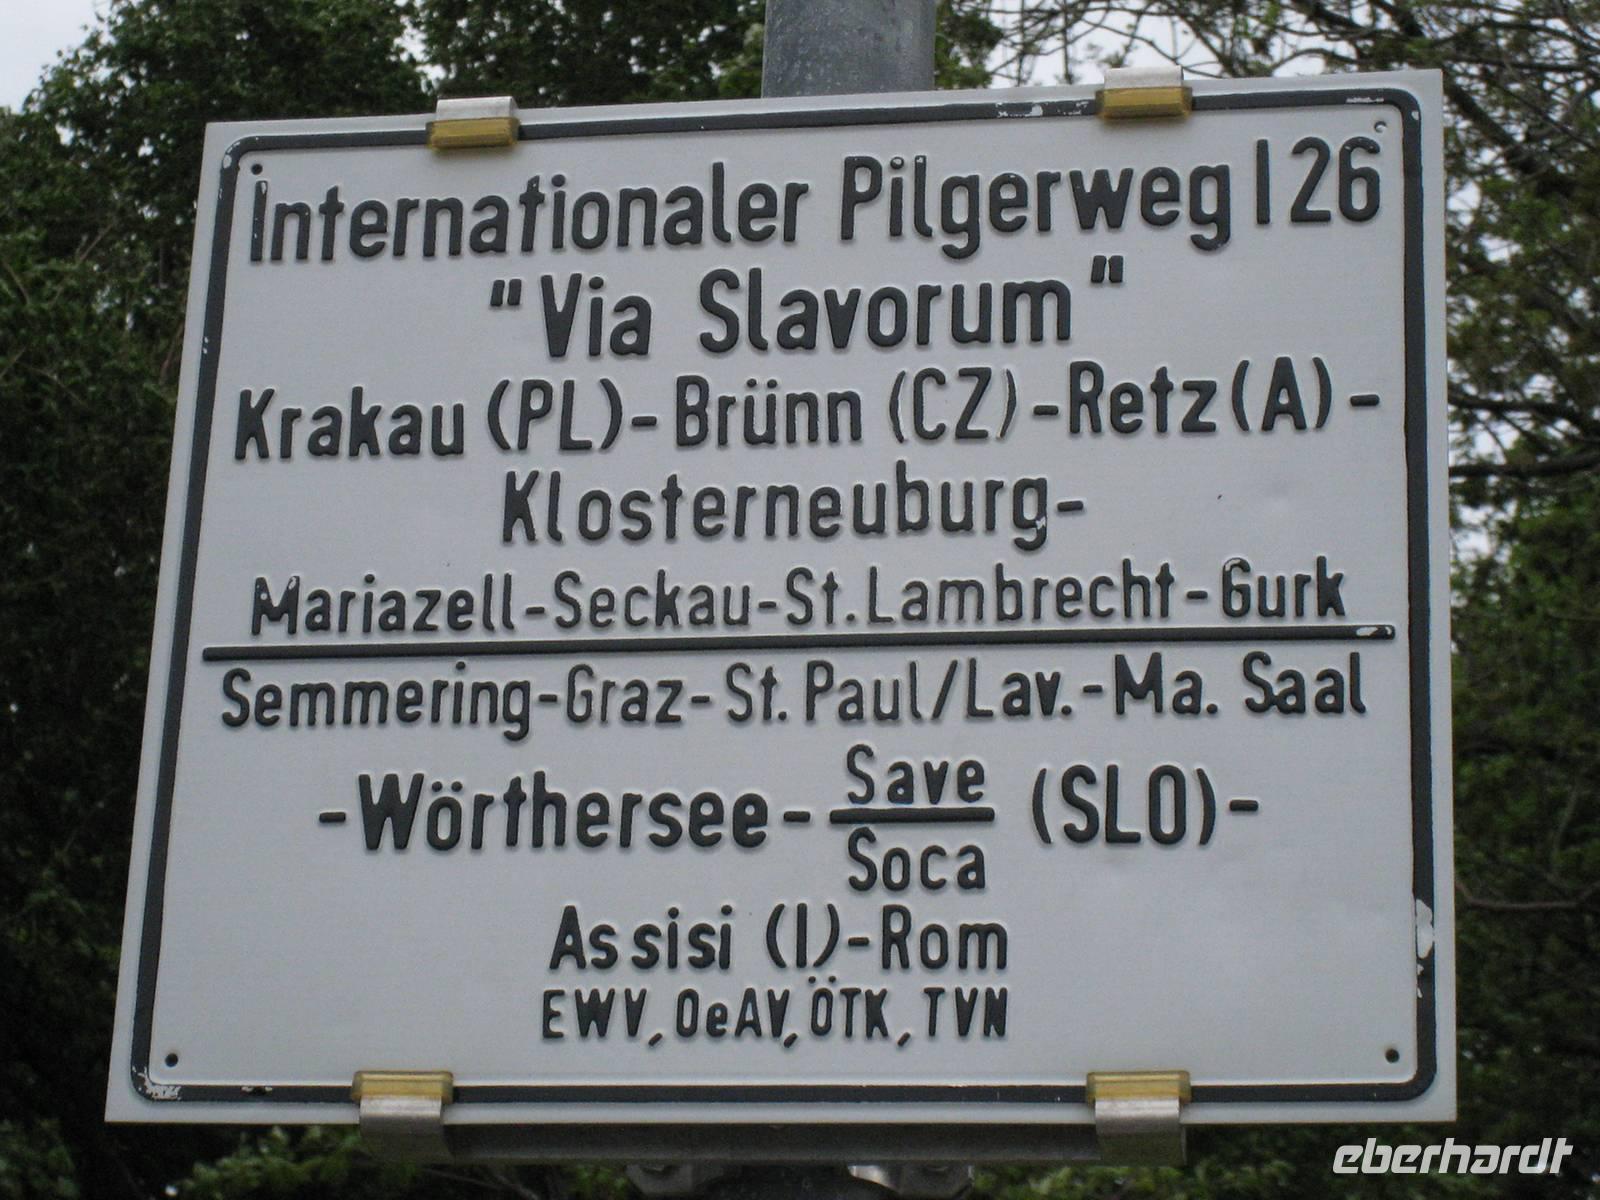 Internationaler Pilgerweg 126
"Via Slavorum"
Krakau (PL)-Brünn (CZ)-Retz(A)-
Klosterneuburg-
Mariazell-Seckau-St.Lambrecht-Gurk
Semmering-Graz-St.Paul/Lav.-Ma. Saal
-Wörthersee-Save/Soca (SLO)-
Assisi (I)-Rom
EWV, OeAV, ÖTK, TVN
eberhardt